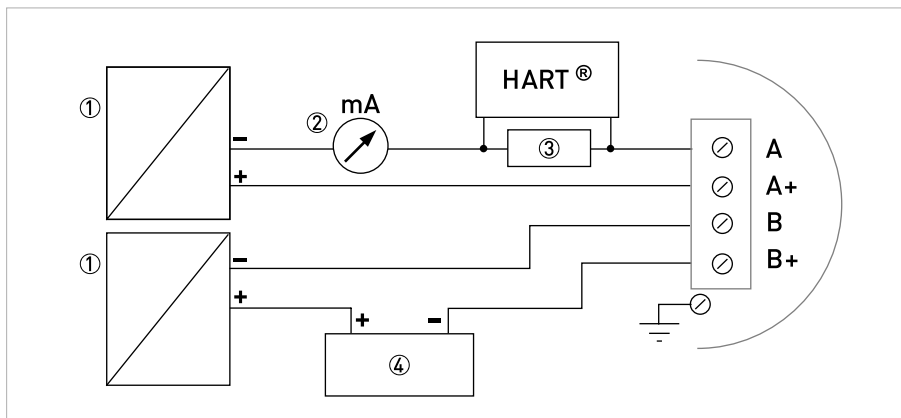 HART ®
mA
①
②
−
③
A
+
A+
B
①
−
B+
+
+
−
④